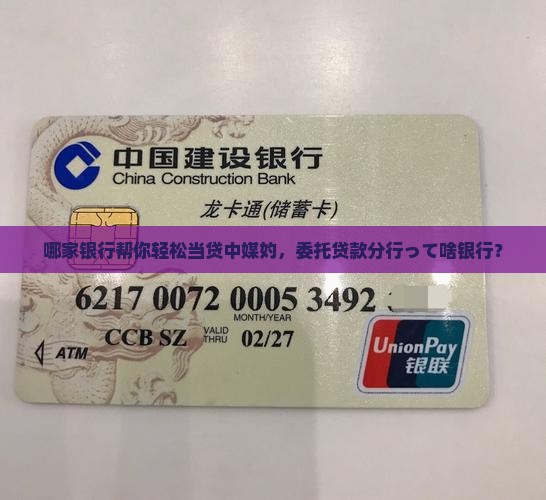 中国建设银行
China Construction Bank
龙卡通(储蓄卡)
哪家银行帮你轻松当贷中媒妁，委托贷款分行って啥银行？
6217 0072 0005 3492
MONTH/YEAR
CCB SZ VALID THRU 02/27
ATM
UnionPay
银联